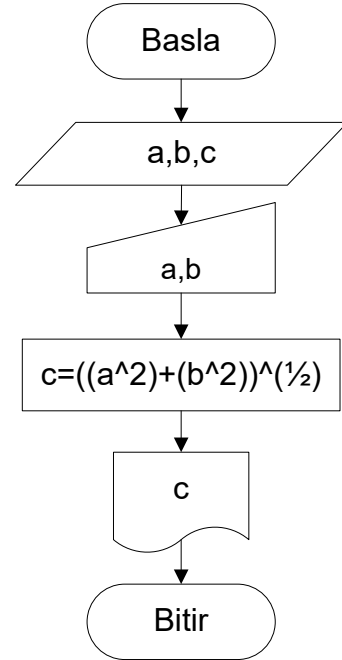 Basla
a,b,c
a,b
c=((a^2)+(b^2))^(½)
c
Bitir